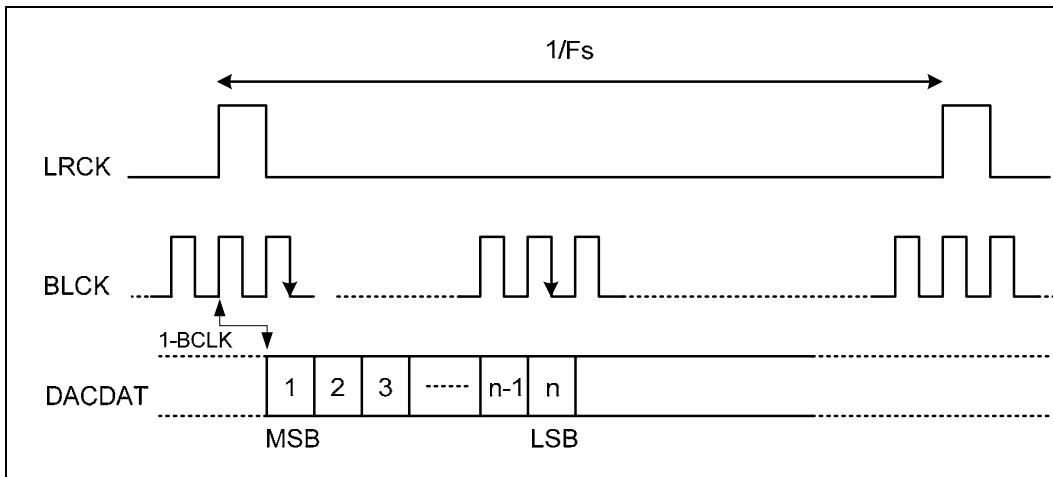 1/Fs
LRCK
BLCK
1-BCLK
DACDAT
1 2 3 ...... n-1 n
MSB LSB